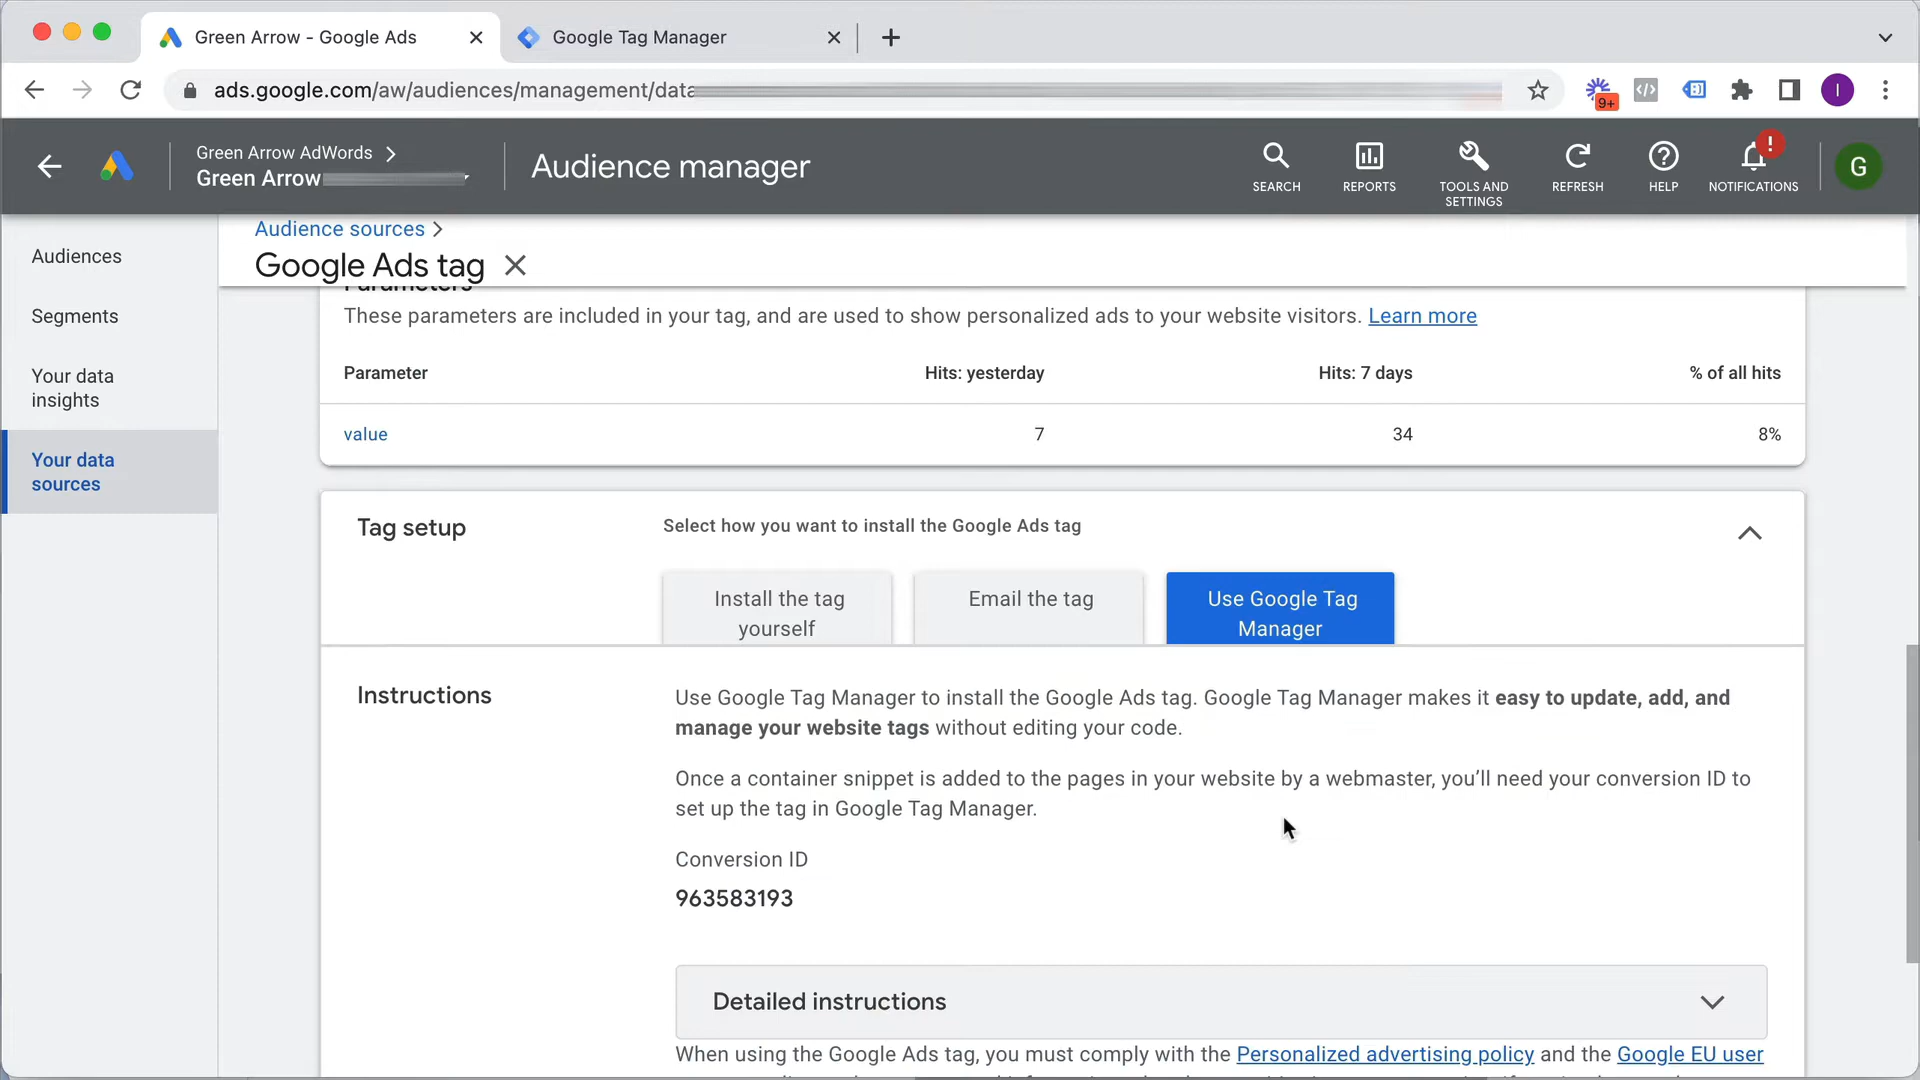 Green Arrow - Google Ads
Google Tag Manager
ads.google.com/aw/audiences/management/data
9+
I
Green Arrow AdWords
Green Arrow
Audience manager
SEARCH
REPORTS
TOOLS AND
SETTINGS
REFRESH
HELP
!
NOTIFICATIONS
G
Audiences
Segments
Your data
insights
Your data
sources
Audience sources
Google Ads tag
Parameters
These parameters are included in your tag, and are used to show personalized ads to your website visitors. Learn more
Parameter Hits: yesterday Hits: 7 days % of all hits
value 7 34 8%
Tag setup
Select how you want to install the Google Ads tag
Install the tag
yourself
Email the tag
Use Google Tag
Manager
Instructions
Use Google Tag Manager to install the Google Ads tag. Google Tag Manager makes it easy to update, add, and
manage your website tags without editing your code.
Once a container snippet is added to the pages in your website by a webmaster, you’ll need your conversion ID to
set up the tag in Google Tag Manager.
Conversion ID
963583193
Detailed instructions
When using the Google Ads tag, you must comply with the Personalized advertising policy and the Google EU user